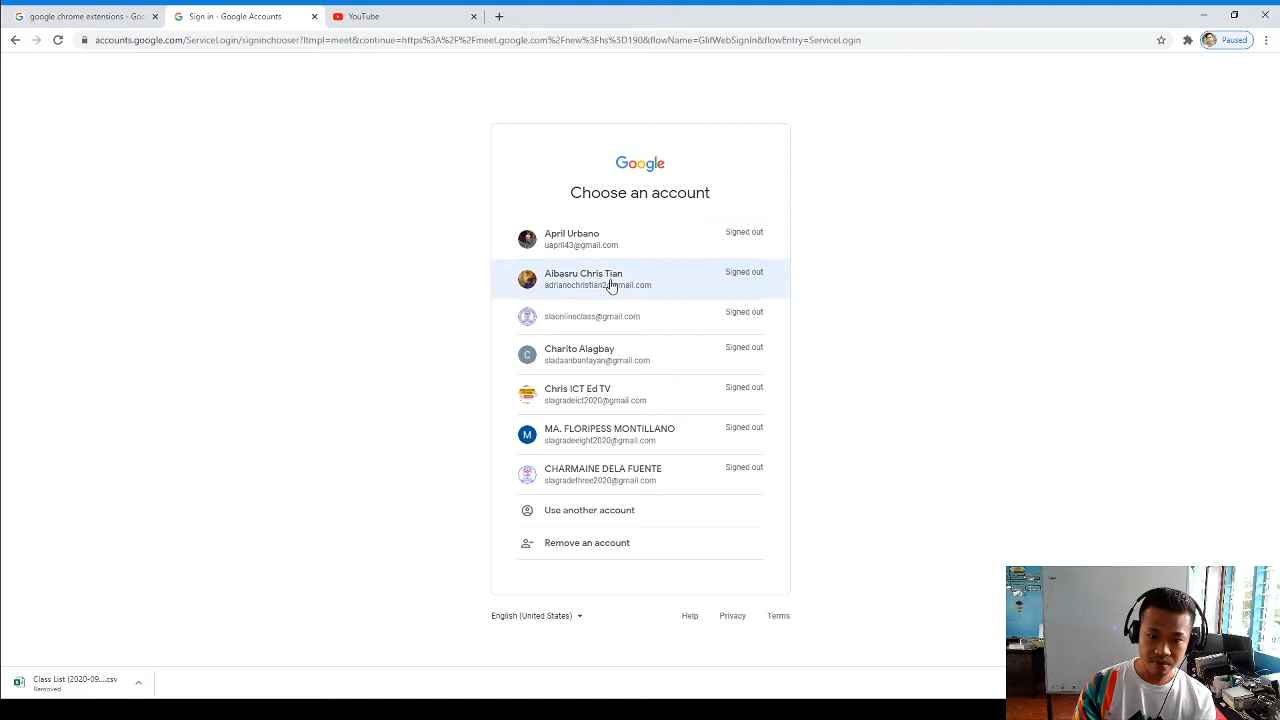 google chrome extensions - Goo
Sign in - Google Accounts
YouTube
accounts.google.com/ServiceLogin/signinchooser?ltmpl=meet&continue=https%3A%2F%2Fmeet.google.com%2Fnew%3Fhs%3D190&flowName=GlifWebSignIn&flowEntry=ServiceLogin
Paused
Google
Choose an account
April Urbano
Signed out
uapril43@gmail.com
Aibasru Chris Tian
Signed out
slaonlineclass@gmail.com
Signed out
Charito Alagbay
Signed out
sladaanbantayan@gmail.com
Chris ICT Ed TV
Signed out
slagradeict2020@gmail.com
M
MA. FLORIPESS MONTILLANO
Signed out
slagradeeight2020@gmail.com
CHARMAINE DELA FUENTE
Signed out
slagradethree2020@gmail.com
C
Use another account
Remove an account
English (United States)
Help
Privacy
Terms
Class List (2020-09....csv
Removed